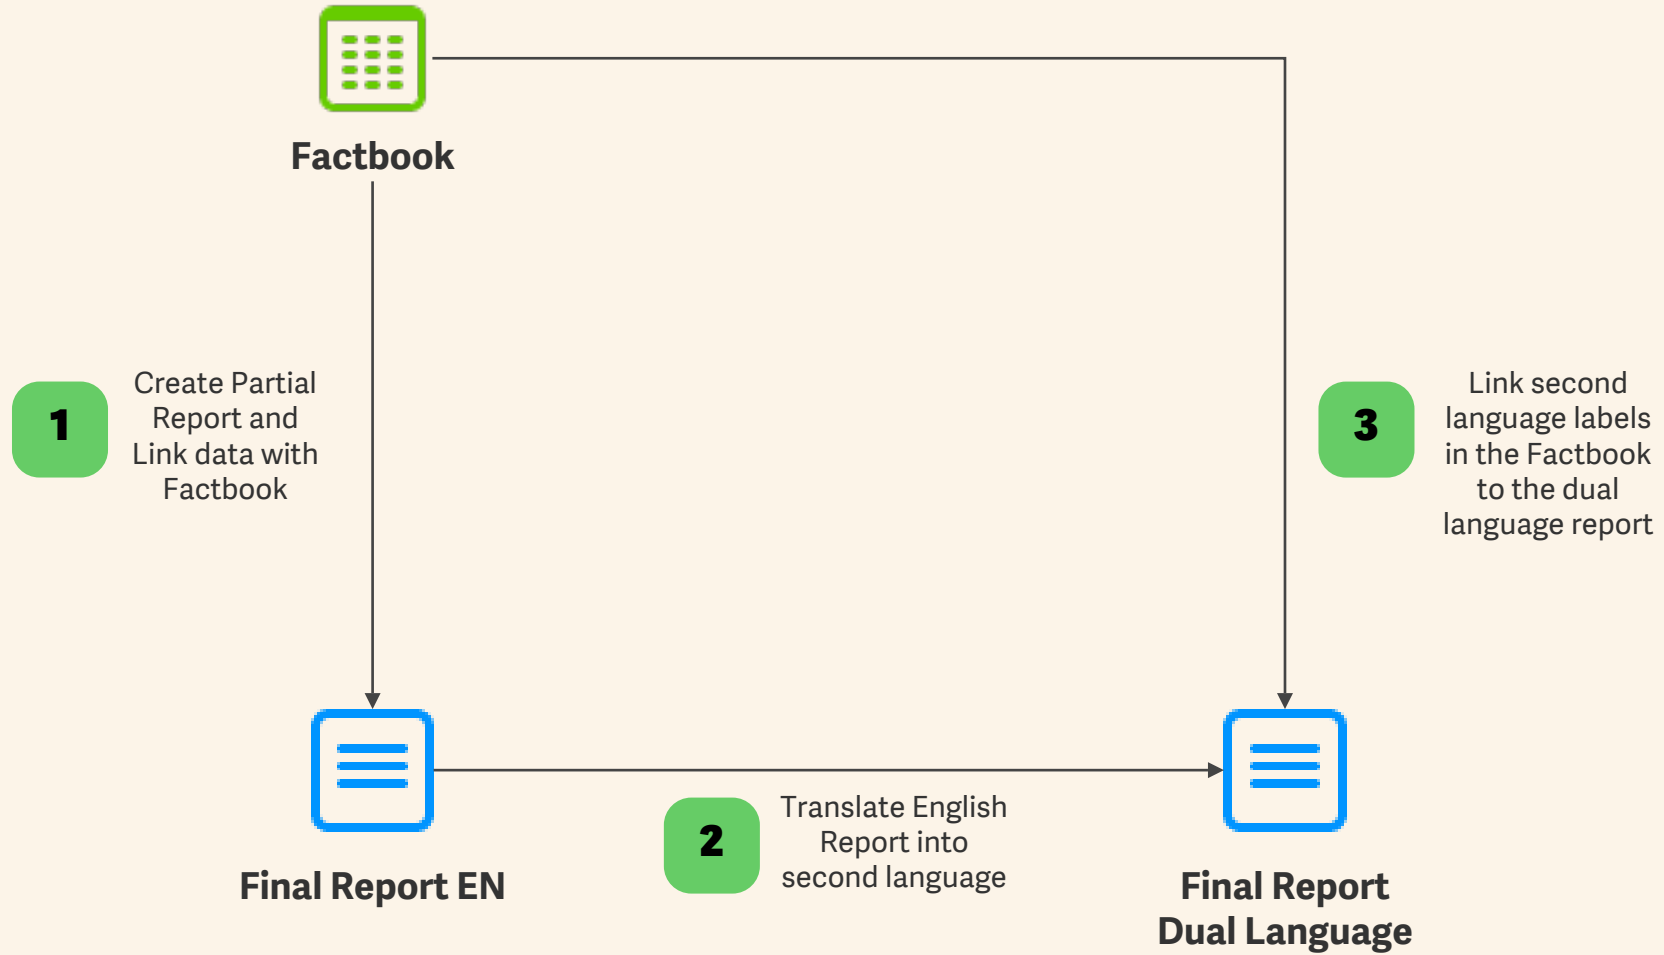 Factbook
1
Create Partial
Report and
Link data with
Factbook
3
Link second
language labels
in the Factbook
to the dual
language report
2
Translate English
Report into
second language
Final Report EN
Final Report
Dual Language